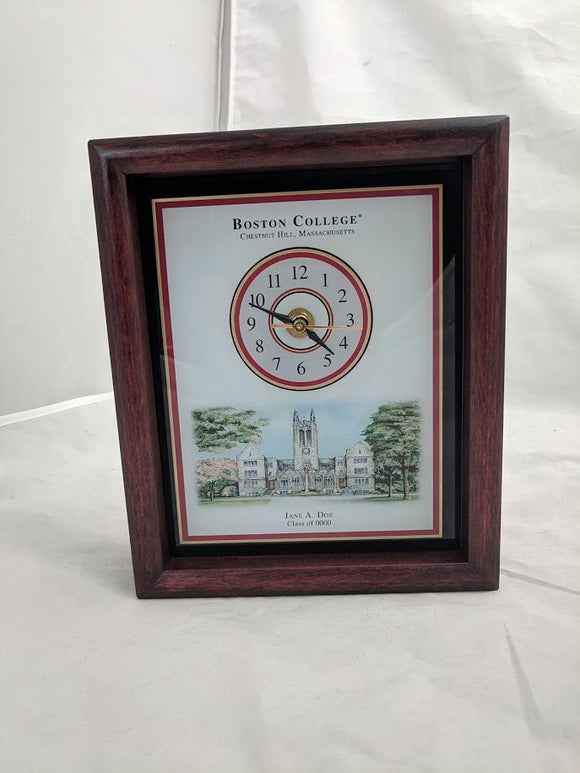 BOSTON COLLEGE®
CHESTNUT HILL, MASSACHUSETTS
12
11 1
10 2
9 3
8 4
7 5
6
JANE A. DOE
Class of 0000